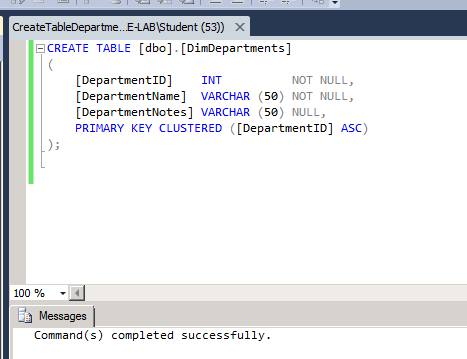 CreateTableDepartme...E-LAB\Student (53))
CREATE TABLE [dbo].[DimDepartments]
(
[DepartmentID] INT NOT NULL,
[DepartmentName] VARCHAR (50) NOT NULL,
[DepartmentNotes] VARCHAR (50) NULL,
PRIMARY KEY CLUSTERED ([DepartmentID] ASC)
);
100 %
Messages
Command(s) completed successfully.